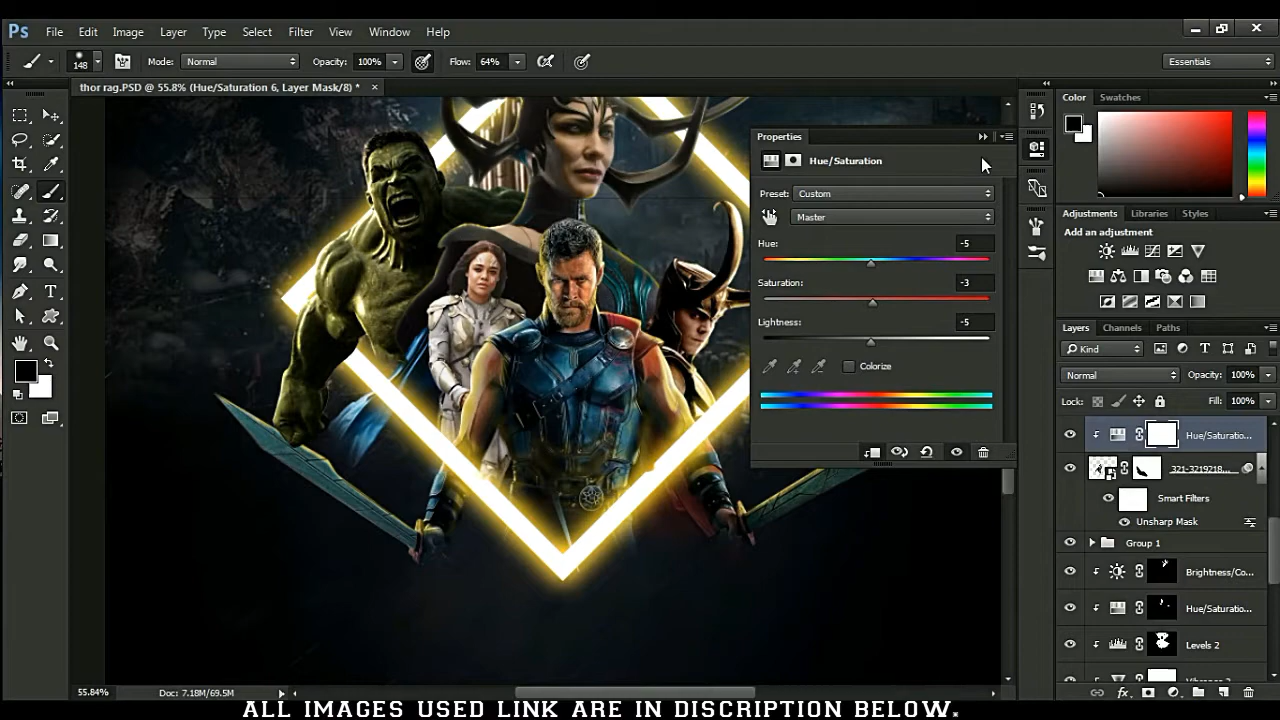 Ps File Edit Image Layer Type Select Filter View Window Help
148 Mode: Normal Opacity: 100% Flow: 64% Essentials
thor rag.PSD @ 55.8% (Hue/Saturation 6, Layer Mask/8) *
Color Swatches
Properties
Hue/Saturation
Preset: Custom
Master
Hue: -5
Saturation: -3
Lightness: -5
Colorize
Adjustments Libraries Styles
Add an adjustment
Layers Channels Paths
Kind
Normal Opacity: 100%
Lock: Fill: 100%
Hue/Saturatio...
321-3219218...
Smart Filters
Unsharp Mask
Group 1
Brightness/Co...
Hue/Saturatio...
Levels 2
55.84% Doc: 7.18M/69.5M
ALL IMAGES USED LINK ARE IN DISCRIPTION BELOW.